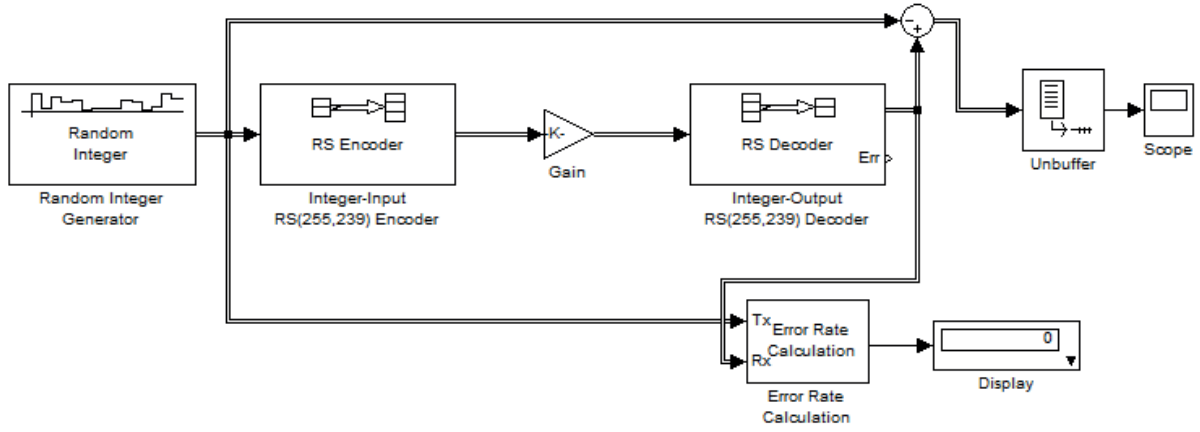 -
+
Random
Integer
Random Integer
Generator
RS Encoder
Integer-Input
RS(255,239) Encoder
-K-
Gain
RS Decoder
Err
Integer-Output
RS(255,239) Decoder
Unbuffer
Scope
Tx
Rx
Error Rate
Calculation
Error Rate
Calculation
0
Display